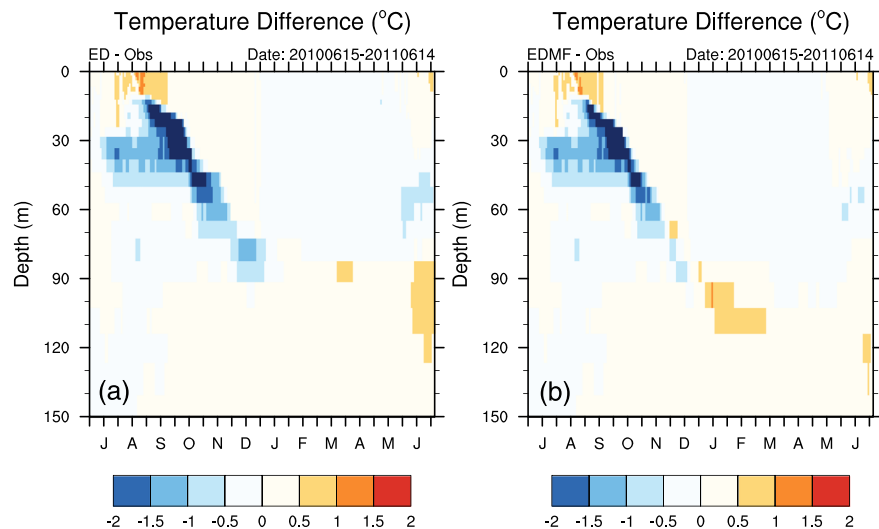 Temperature Difference (°C)
ED - Obs
Date: 20100615-20110614
0
30
60
90
120
150
Depth (m)
(a)
J A S O N D J F M A M J
-2 -1.5 -1 -0.5 0 0.5 1 1.5 2
Temperature Difference (°C)
EDMF - Obs
Date: 20100615-20110614
0
30
60
90
120
150
Depth (m)
(b)
J A S O N D J F M A M J
-2 -1.5 -1 -0.5 0 0.5 1 1.5 2